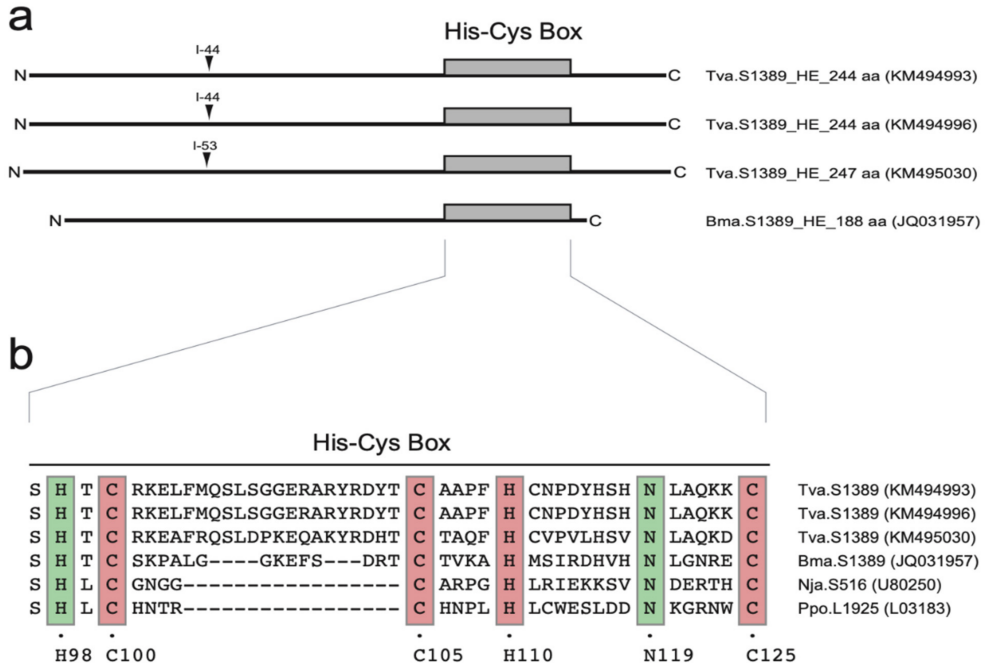 a
His-Cys Box
I-44
N C Tva.S1389_HE_244 aa (KM494993)
I-44
N C Tva.S1389_HE_244 aa (KM494996)
I-53
N C Tva.S1389_HE_247 aa (KM495030)
N C Bma.S1389_HE_188 aa (JQ031957)
b
His-Cys Box
S H T C RKELFMQSLSGGERARYRDYT C AAPF H CNPDYHSH N LAQKK C Tva.S1389 (KM494993)
S H T C RKELFMQSLSGGERARYRDYT C AAPF H CNPDYHSH N LAQKK C Tva.S1389 (KM494996)
S H T C RKEAFRQSLDPKEQAKYRDHT C TAQF H CVPVLHSV N LAQKD C Tva.S1389 (KM495030)
S H T C SKPALG----GKEFS---DRT C TVKA H MSIRDHVH N LGNRE C Bma.S1389 (JQ031957)
S H L C GNGG----------------- C ARPG H LRIEKKSV N DERTH C Nja.S516 (U80250)
S H L C HNTR----------------- C HNPL H LCWESLDD N KGRNW C Ppo.L1925 (L03183)
H98 C100 C105 H110 N119 C125